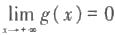 lim g(x)=0
x→+∞